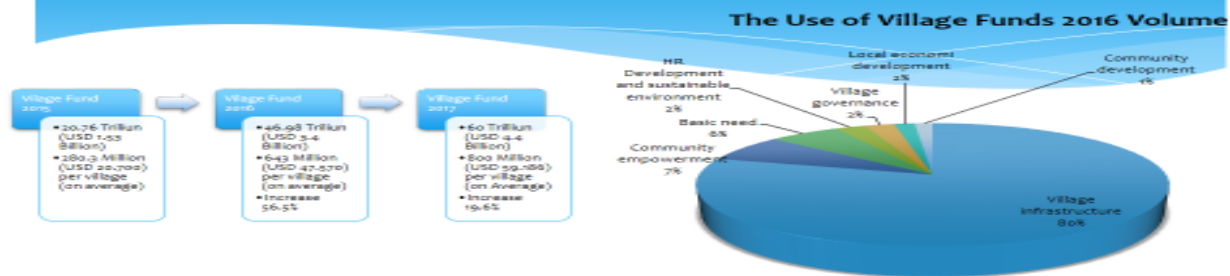 The Use of Village Funds 2016 Volume
Village Fund
2015
•20.76 Triliun
(USD 1.53
Billion)
•280.3 Million
(USD 20.700)
per village
(on average)
Village Fund
2016
•46.98 Triliun
(USD 3.4
Billion)
•643 Million
(USD 47.570)
per village
(on average)
•Increase
56.5%
Village Fund
2017
•60 Trilliun
(USD 4.4
Billion)
•800 Million
(USD 59.186)
per village
(on Average)
•Increase
19.6%
HR
Development
and sustainable
environment
2%
Local economi
development
2%
Community
development
1%
Village
governance
2%
Basic need
6%
Community
empowerment
7%
Village
infrastructure
80%